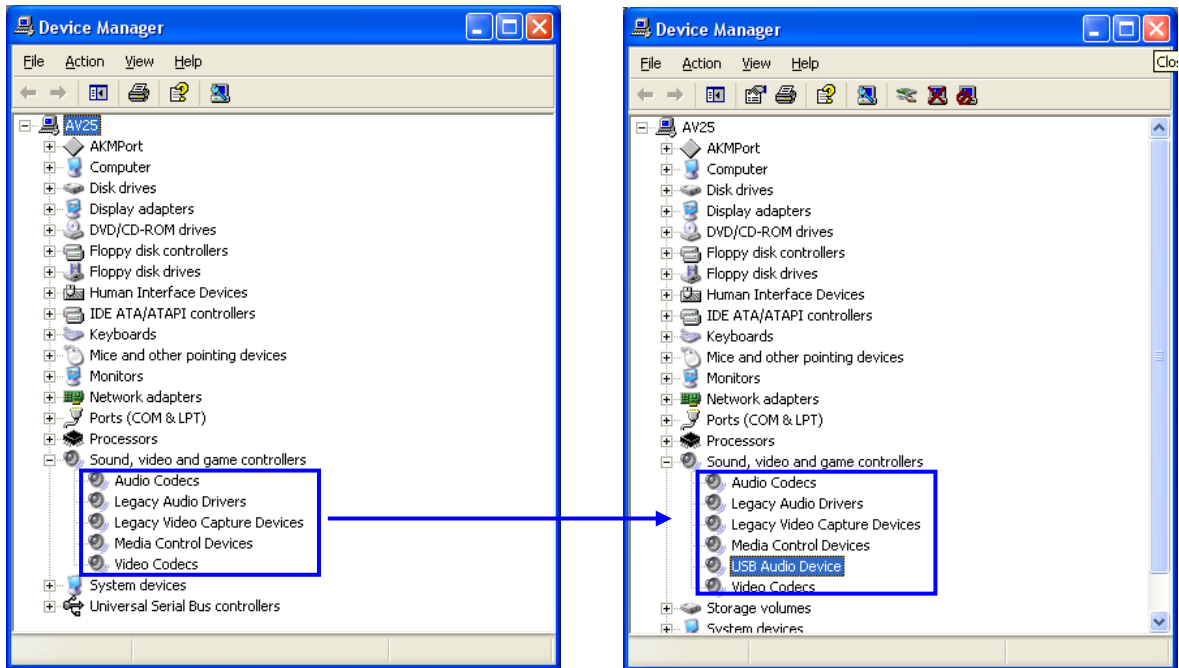 Device Manager
File Action View Help
AV25
AKMPort
Computer
Disk drives
Display adapters
DVD/CD-ROM drives
Floppy disk controllers
Floppy disk drives
Human Interface Devices
IDE ATA/ATAPI controllers
Keyboards
Mice and other pointing devices
Monitors
Network adapters
Ports (COM & LPT)
Processors
Sound, video and game controllers
Audio Codecs
Legacy Audio Drivers
Legacy Video Capture Devices
Media Control Devices
Video Codecs
System devices
Universal Serial Bus controllers
Device Manager
File Action View Help
Clos
AV25
AKMPort
Computer
Disk drives
Display adapters
DVD/CD-ROM drives
Floppy disk controllers
Floppy disk drives
Human Interface Devices
IDE ATA/ATAPI controllers
Keyboards
Mice and other pointing devices
Monitors
Network adapters
Ports (COM & LPT)
Processors
Sound, video and game controllers
Audio Codecs
Legacy Audio Drivers
Legacy Video Capture Devices
Media Control Devices
USB Audio Device
Video Codecs
Storage volumes
System devices